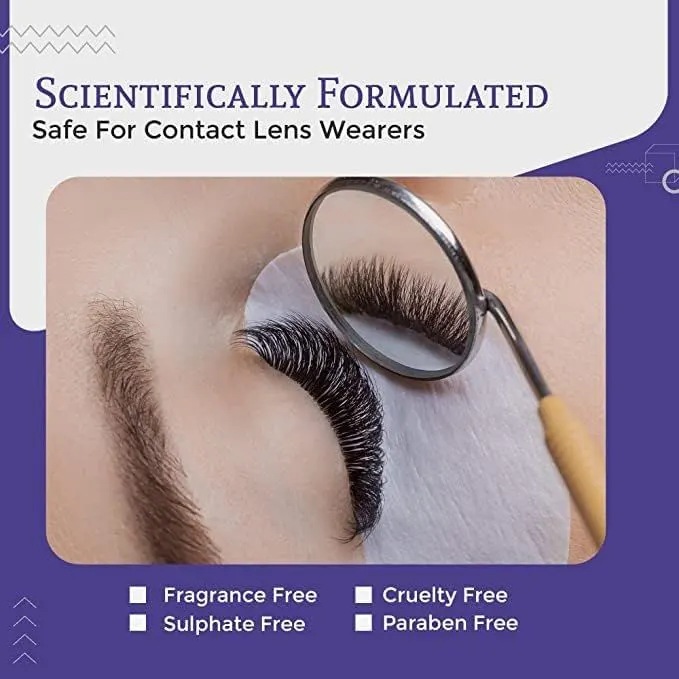 Scientifically Formulated
Safe For Contact Lens Wearers
Fragrance Free
Cruelty Free
Sulphate Free
Paraben Free